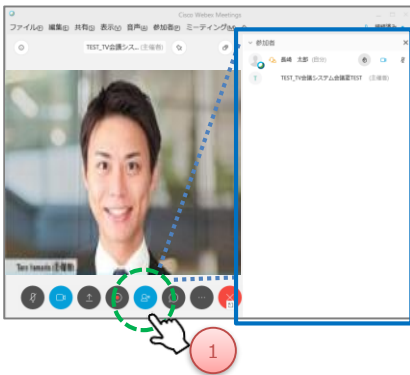 Cisco Webex Meetings
ファイル(F) 編集(E) 共有(S) 表示(V) 音声(A) 参加者(P) ミーティング(M)
TEST_TV会議シス... (主催者)
参加者
長崎 太郎 (自分)
T TEST_TV会議システム会議室TEST (主催者)
(主催者)
1